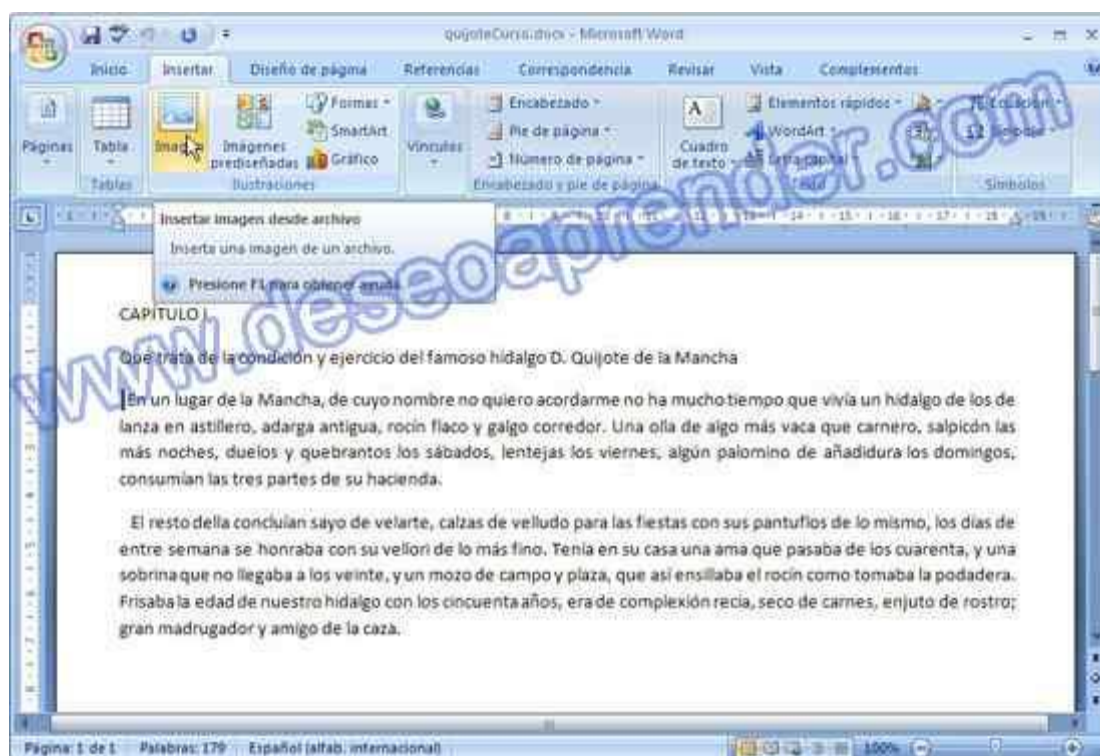 quijoteCurso.docx - Microsoft Word
Inicio Insertar Diseño de página Referencias Correspondencia Revisar Vista Complementos
Páginas Tabla Imagen Imágenes prediseñadas Formas SmartArt Gráfico Vínculos Encabezado Pie de página Número de página Cuadro de texto Elementos rápidos WordArt Letra capital Ecuación
Tablas Ilustraciones Encabezado y pie de página Texto Símbolos
Insertar imagen desde archivo
Inserta una imagen de un archivo.
Presione F1 para obtener ayuda.
www.deseoaprender.com
CAPÍTULO I
Que trata de la condición y ejercicio del famoso hidalgo D. Quijote de la Mancha
En un lugar de la Mancha, de cuyo nombre no quiero acordarme no ha mucho tiempo que vivía un hidalgo de los de
lanza en astillero, adarga antigua, rocín flaco y galgo corredor. Una olla de algo más vaca que carnero, salpicón las
más noches, duelos y quebrantos los sábados, lentejas los viernes, algún palomino de añadidura los domingos,
consumían las tres partes de su hacienda.
El resto della concluían sayo de velarte, calzas de velludo para las fiestas con sus pantuflos de lo mismo, los días de
entre semana se honraba con su vellori de lo más fino. Tenía en su casa una ama que pasaba de los cuarenta, y una
sobrina que no llegaba a los veinte, y un mozo de campo y plaza, que así ensillaba el rocín como tomaba la podadera.
Frisaba la edad de nuestro hidalgo con los cincuenta años, era de complexión recia, seco de carnes, enjuto de rostro;
gran madrugador y amigo de la caza.
Página: 1 de 1 Palabras: 179 Español (alfab. internacional) 100%